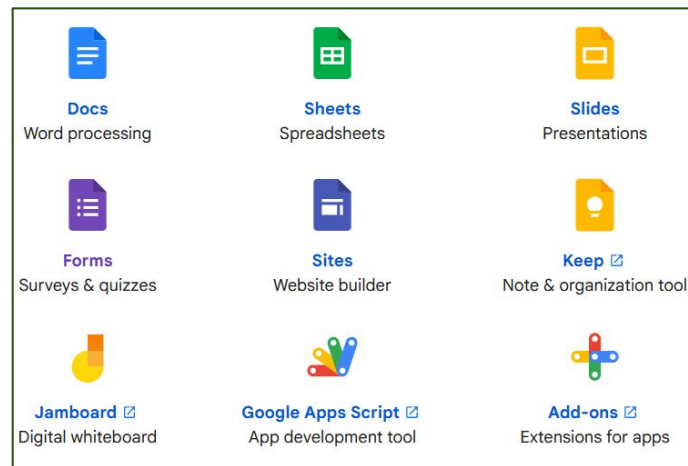 Docs
Word processing
Sheets
Spreadsheets
Slides
Presentations
Forms
Surveys & quizzes
Sites
Website builder
Keep
Note & organization tool
Jamboard
Digital whiteboard
Google Apps Script
App development tool
Add-ons
Extensions for apps